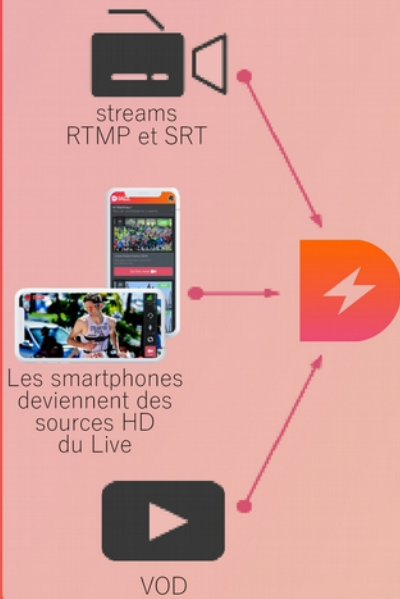 streams
RTMP et SRT
Les smartphones
deviennent des
sources HD
du Live
VOD